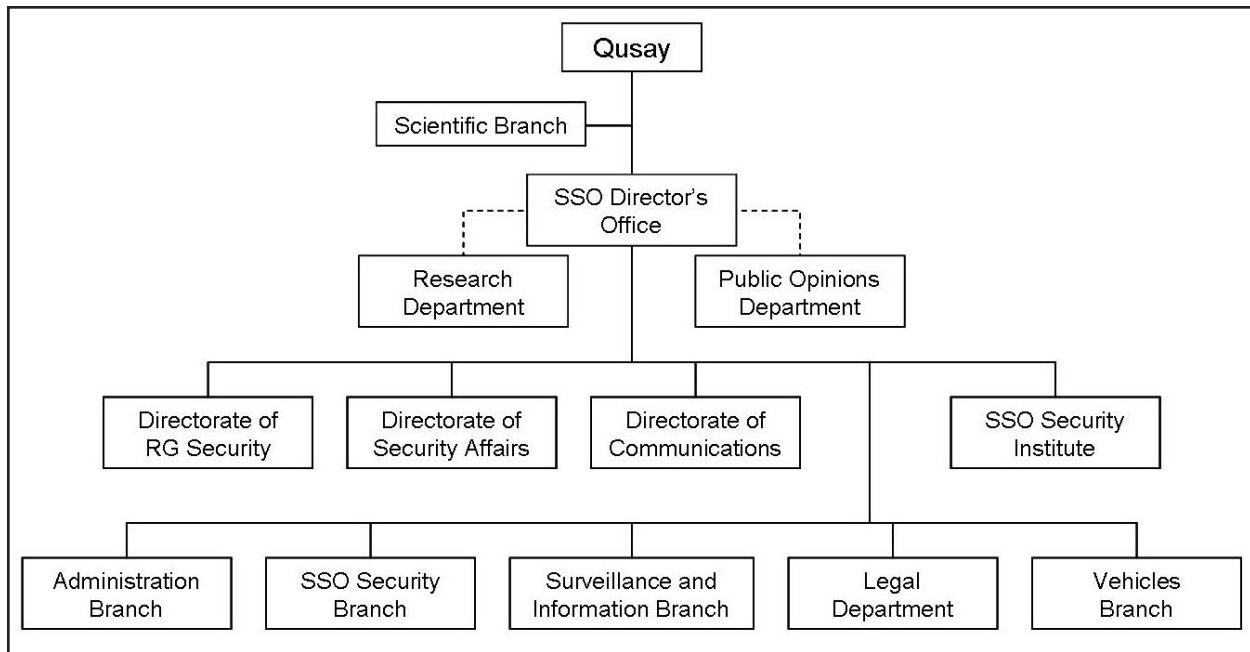 Qusay
Scientific Branch
SSO Director's
Office
Research
Department
Public Opinions
Department
Directorate of
RG Security
Directorate of
Security Affairs
Directorate of
Communications
SSO Security
Institute
Administration
Branch
SSO Security
Branch
Surveillance and
Information Branch
Legal
Department
Vehicles
Branch